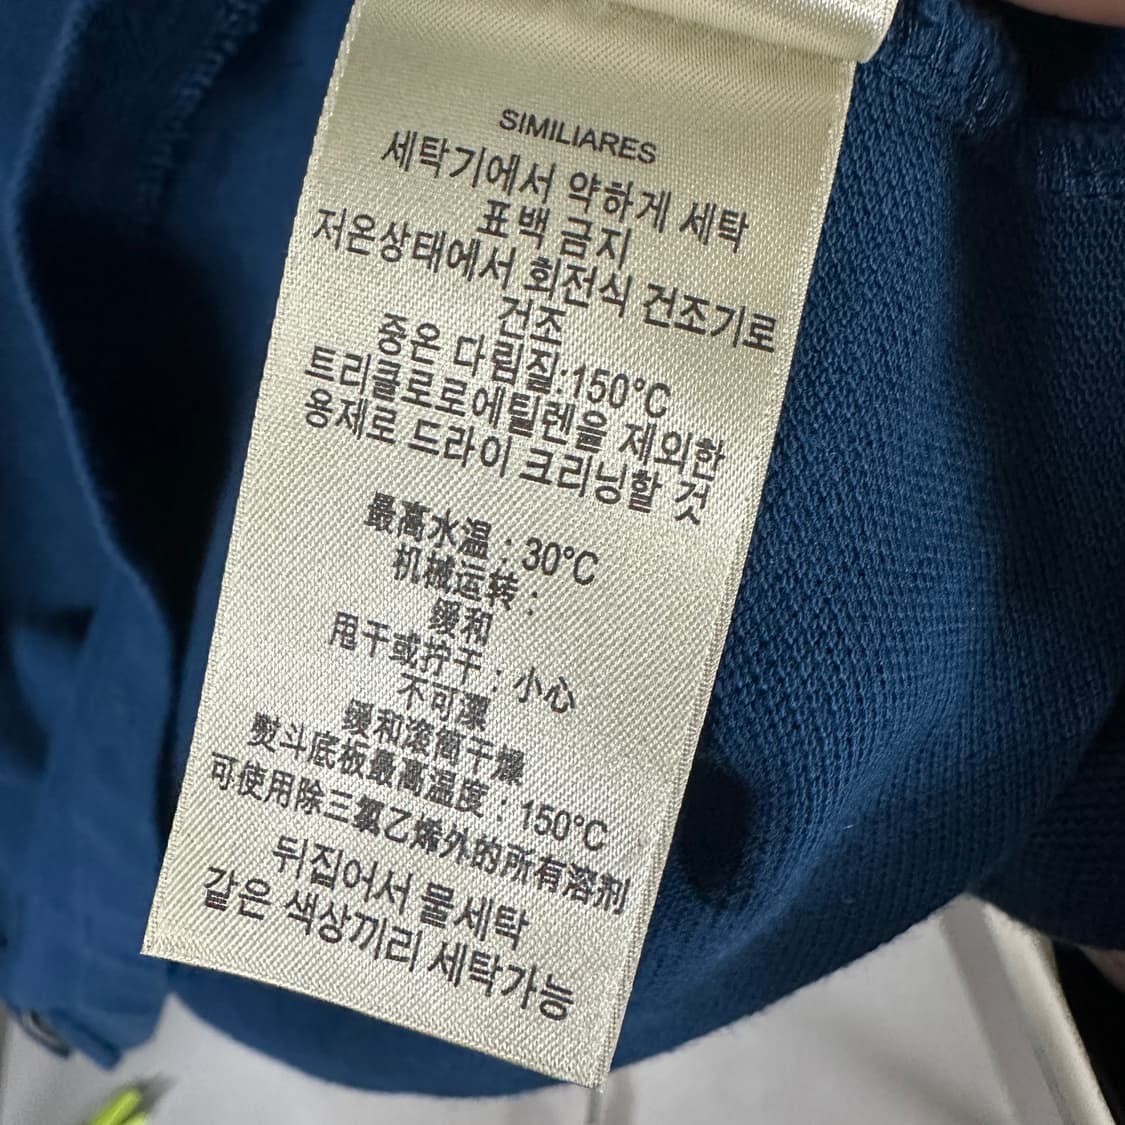 SIMILIARES
세탁기에서 약하게 세탁
표백 금지
저온상태에서 회전식 건조기로
건조
중온 다림질:150°C
트리클로로에틸렌을 제외한
용제로 드라이 크리닝할 것
最高水温：30°C
机械运转：
缓和
甩干或拧干：小心
不可漂
缓和滚筒干燥
熨斗底板最高温度：150°C
可使用除三氯乙烯外的所有溶剂
뒤집어서 물세탁
같은 색상끼리 세탁가능